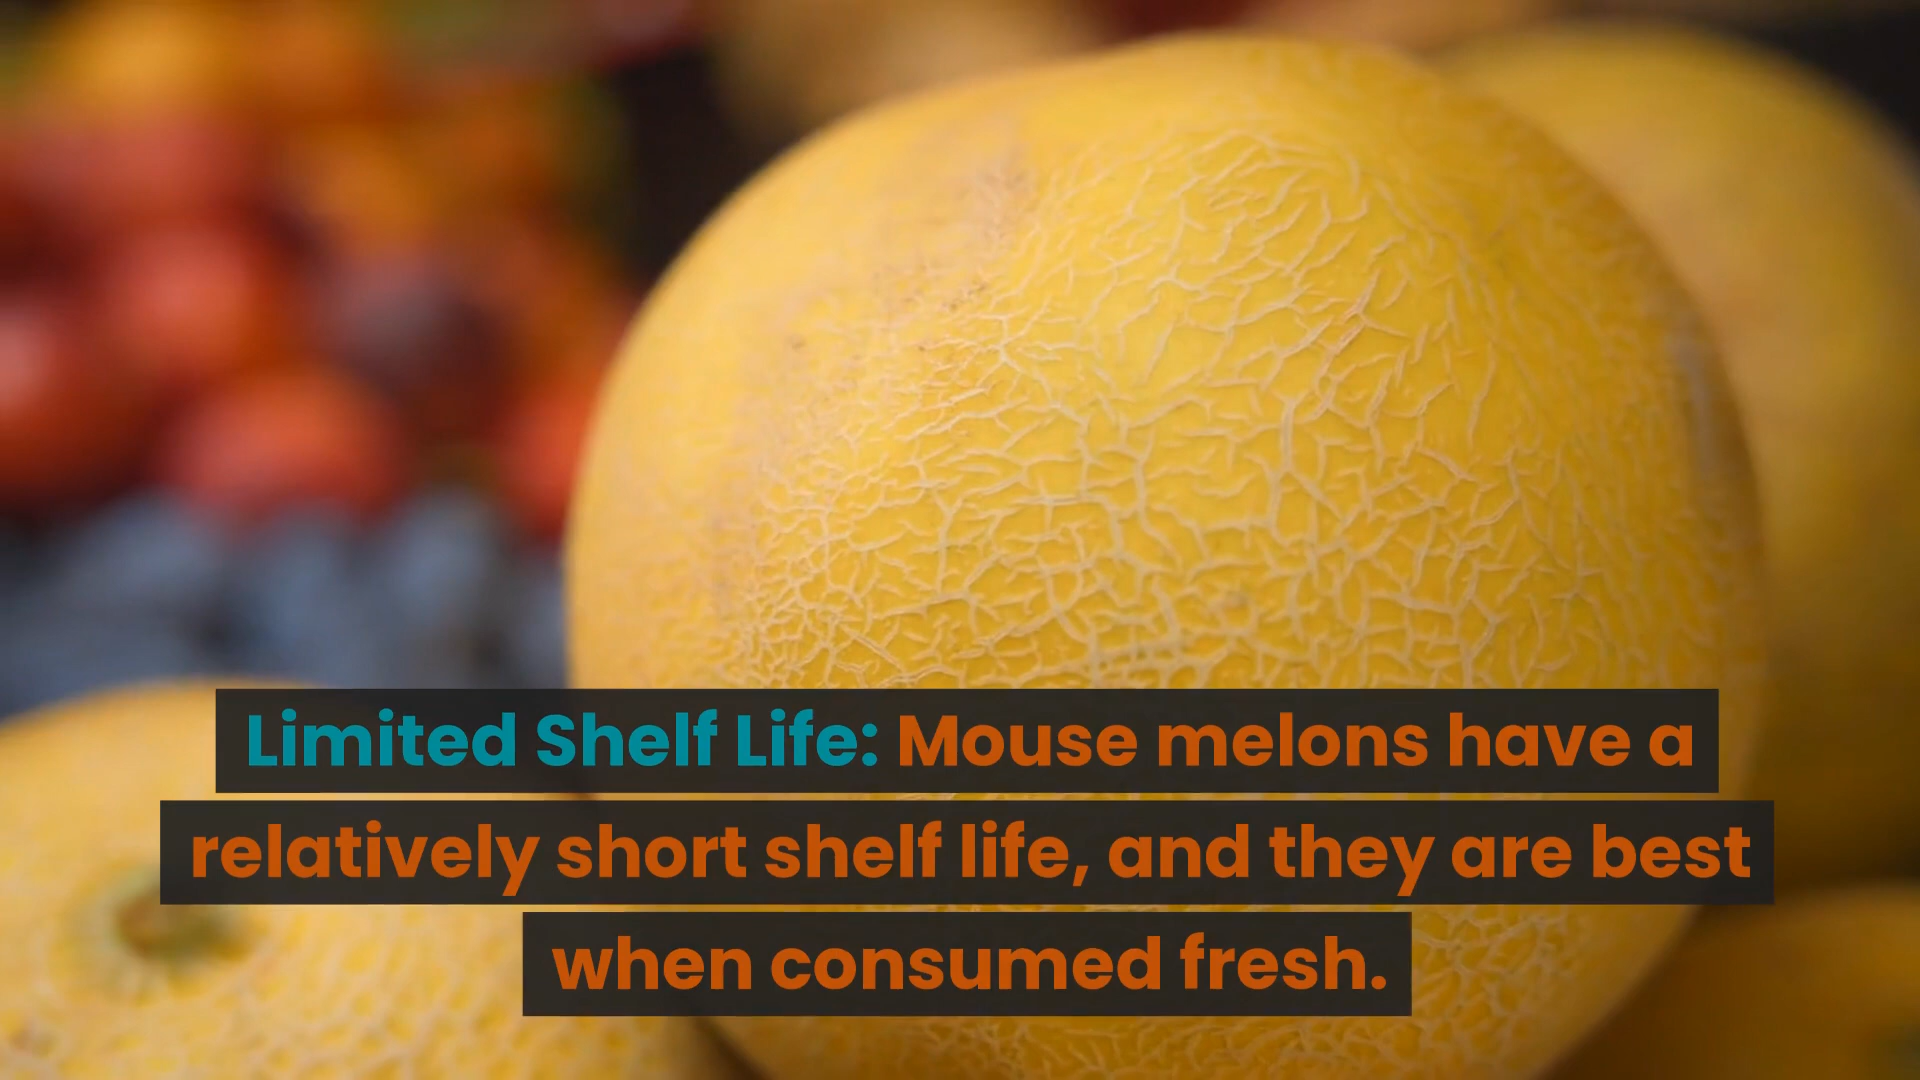 Limited Shelf Life: Mouse melons have a
relatively short shelf life, and they are best
when consumed fresh.